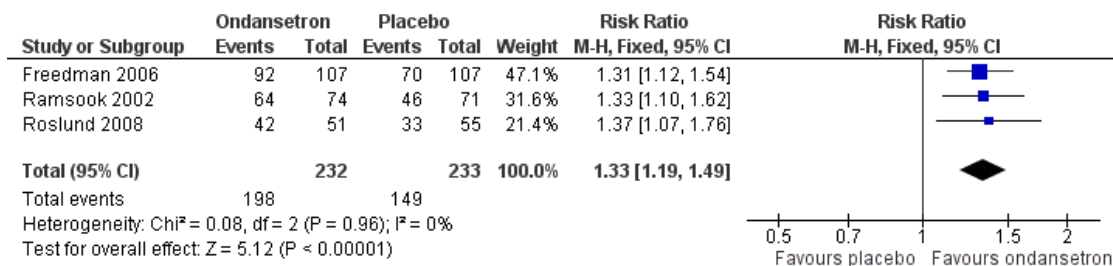 Ondansetron Placebo Risk Ratio Risk Ratio
Study or Subgroup Events Total Events Total Weight M-H, Fixed, 95% CI M-H, Fixed, 95% CI
Freedman 2006 92 107 70 107 47.1% 1.31 [1.12, 1.54]
Ramsook 2002 64 74 46 71 31.6% 1.33 [1.10, 1.62]
Roslund 2008 42 51 33 55 21.4% 1.37 [1.07, 1.76]
Total (95% CI) 232 233 100.0% 1.33 [1.19, 1.49]
Total events 198 149
Heterogeneity: Chi² = 0.08, df = 2 (P = 0.96); I² = 0%
Test for overall effect: Z = 5.12 (P < 0.00001)
0.5 0.7 1 1.5 2
Favours placebo Favours ondansetron